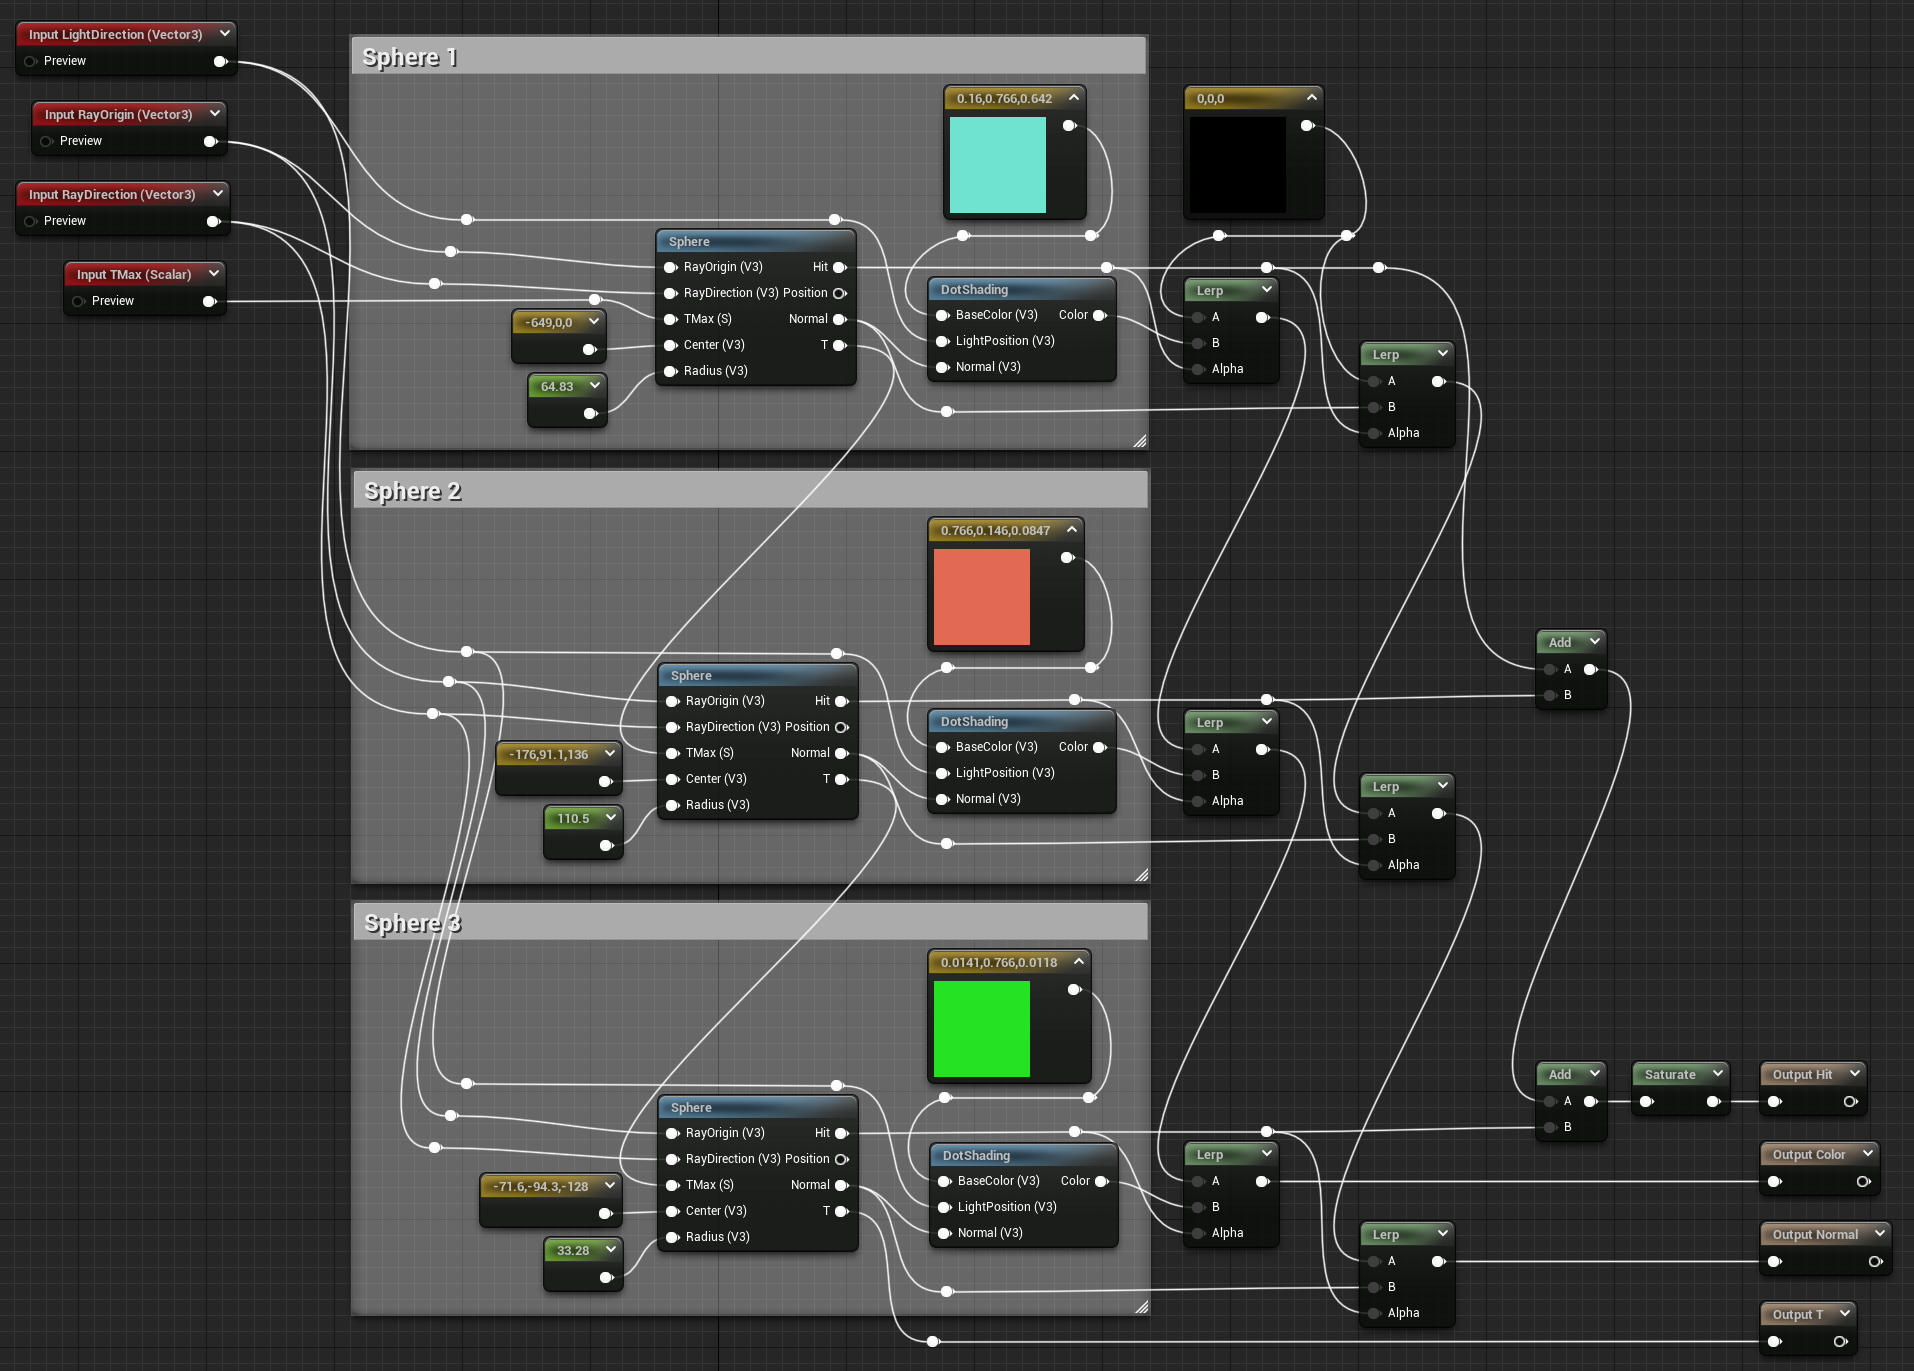 Input LightDirection (Vector3)
Preview
Input RayOrigin (Vector3)
Preview
Input RayDirection (Vector3)
Preview
Input TMax (Scalar)
Preview
Sphere 1
0.16,0.766,0.642
0,0,0
Sphere
RayOrigin (V3) Hit
RayDirection (V3) Position
TMax (S) Normal
Center (V3) T
Radius (V3)
-649,0,0
64.83
DotShading
BaseColor (V3) Color
LightPosition (V3)
Normal (V3)
Lerp
A
B
Alpha
Lerp
A
B
Alpha
Sphere 2
0.766,0.146,0.0847
Sphere
RayOrigin (V3) Hit
RayDirection (V3) Position
TMax (S) Normal
Center (V3) T
Radius (V3)
-176,91.1,136
110.5
DotShading
BaseColor (V3) Color
LightPosition (V3)
Normal (V3)
Lerp
A
B
Alpha
Lerp
A
B
Alpha
Add
A
B
Sphere 3
0.0141,0.766,0.0118
Sphere
RayOrigin (V3) Hit
RayDirection (V3) Position
TMax (S) Normal
Center (V3) T
Radius (V3)
-71.6,-94.3,-128
33.28
DotShading
BaseColor (V3) Color
LightPosition (V3)
Normal (V3)
Lerp
A
B
Alpha
Lerp
A
B
Alpha
Add
A
B
Saturate
Output Hit
Output Color
Output Normal
Output T